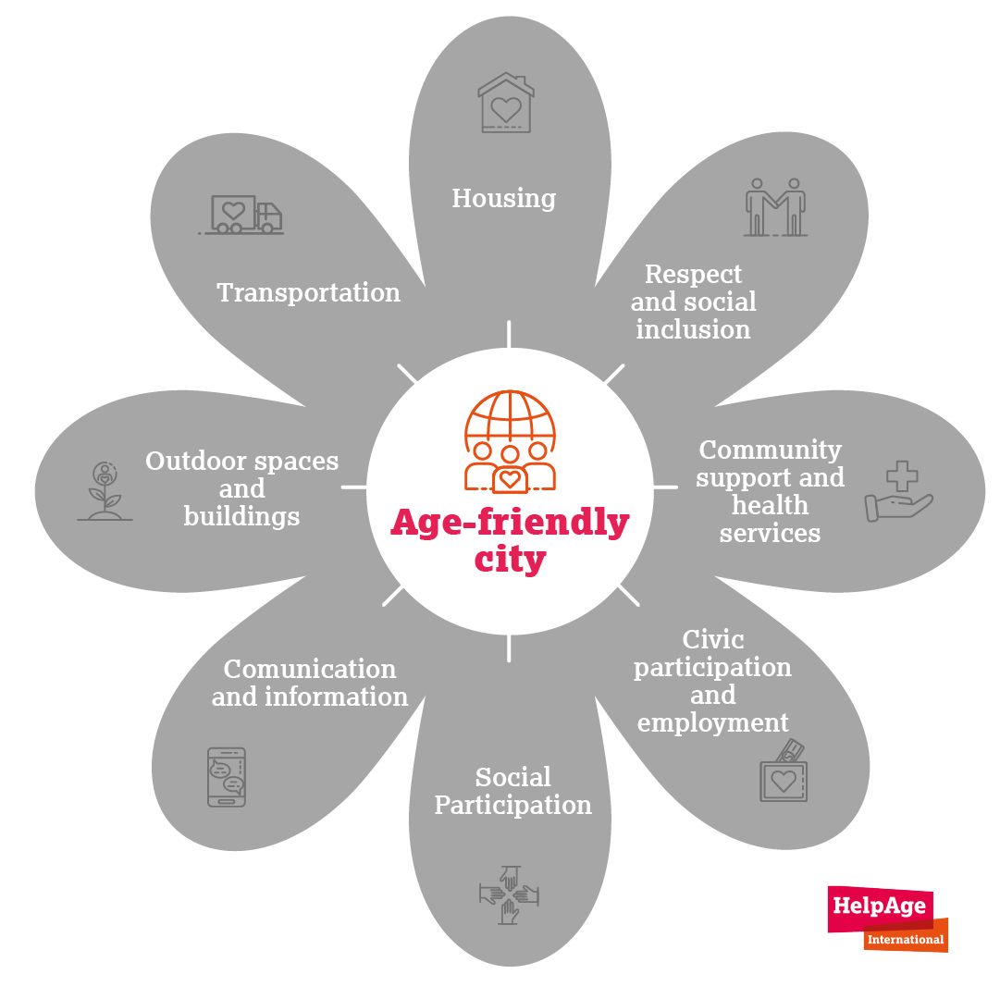 Housing
Respect
and social
inclusion
Community
support and
health
services
Civic
participation
and
employment
Social
Participation
Comunication
and information
Outdoor spaces
and
buildings
Transportation
Age-friendly
city
HelpAge
International